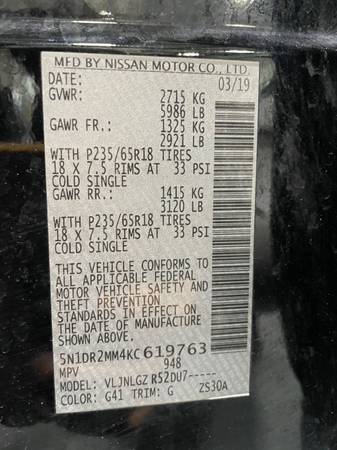 MFD BY NISSAN MOTOR CO., LTD.
DATE: 03/19
GVWR: 2715 KG
5986 LB
GAWR FR.: 1325 KG
2921 LB
WITH P235/65R18 TIRES
18 X 7.5 RIMS AT 33 PSI
COLD SINGLE
GAWR RR.: 1415 KG
3120 LB
WITH P235/65R18 TIRES
18 X 7.5 RIMS AT 33 PSI
COLD SINGLE
THIS VEHICLE CONFORMS TO
ALL APPLICABLE FEDERAL
MOTOR VEHICLE SAFETY AND
THEFT PREVENTION
STANDARDS IN EFFECT ON
THE DATE OF MANUFACTURE
SHOWN ABOVE.
5N1DR2MM4KC619763
MPV 948
MODEL: VLJNLGZ RS2DU7-----
COLOR: G41 TRIM: G ZS30A